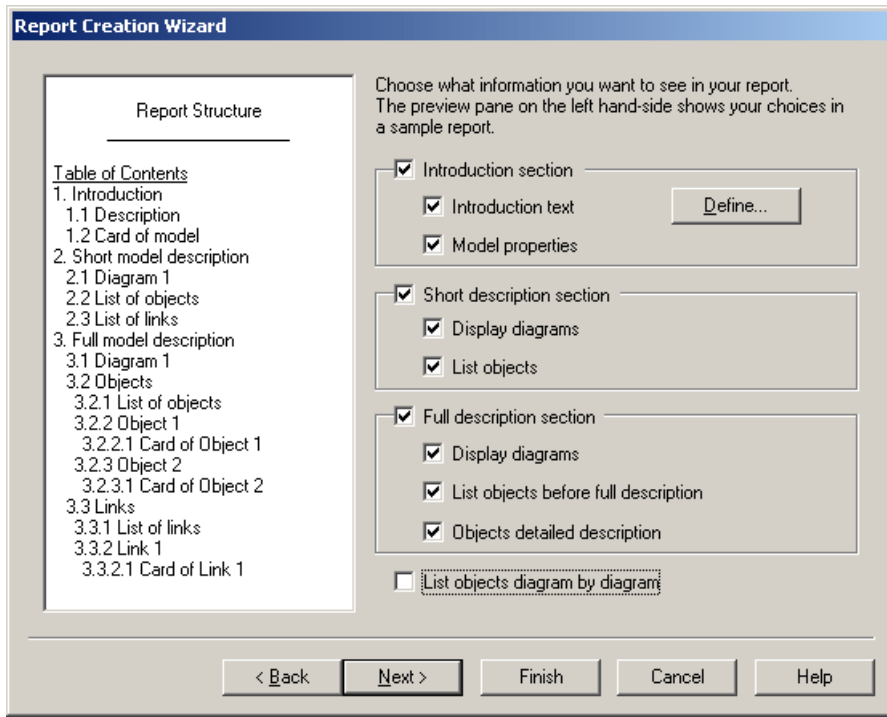 Report Creation Wizard
Report Structure
Table of Contents
1. Introduction
1.1 Description
1.2 Card of model
2. Short model description
2.1 Diagram 1
2.2 List of objects
2.3 List of links
3. Full model description
3.1 Diagram 1
3.2 Objects
3.2.1 List of objects
3.2.2 Object 1
3.2.2.1 Card of Object 1
3.2.3 Object 2
3.2.3.1 Card of Object 2
3.3 Links
3.3.1 List of links
3.3.2 Link 1
3.3.2.1 Card of Link 1
Choose what information you want to see in your report.
The preview pane on the left hand-side shows your choices in
a sample report.
Introduction section
Introduction text
Define...
Model properties
Short description section
Display diagrams
List objects
Full description section
Display diagrams
List objects before full description
Objects detailed description
List objects diagram by diagram
< Back
Next >
Finish
Cancel
Help